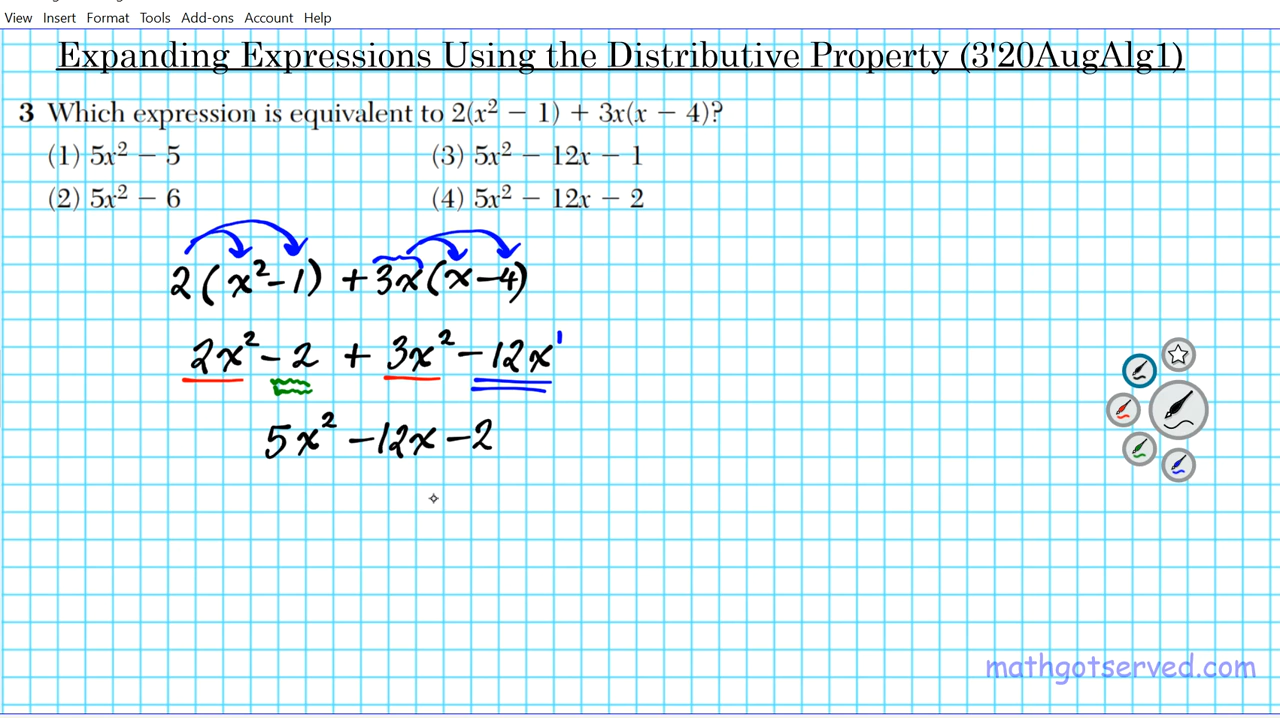 View Insert Format Tools Add-ons Account Help
Expanding Expressions Using the Distributive Property (3'20AugAlg1)
3 Which expression is equivalent to 2(x² − 1) + 3x(x − 4)?
(1) 5x² − 5 (3) 5x² − 12x − 1
(2) 5x² − 6 (4) 5x² − 12x − 2
2(x²−1) +3x(x−4)
2x²−2 + 3x²−12x¹
5x²−12x−2
mathgotserved.com